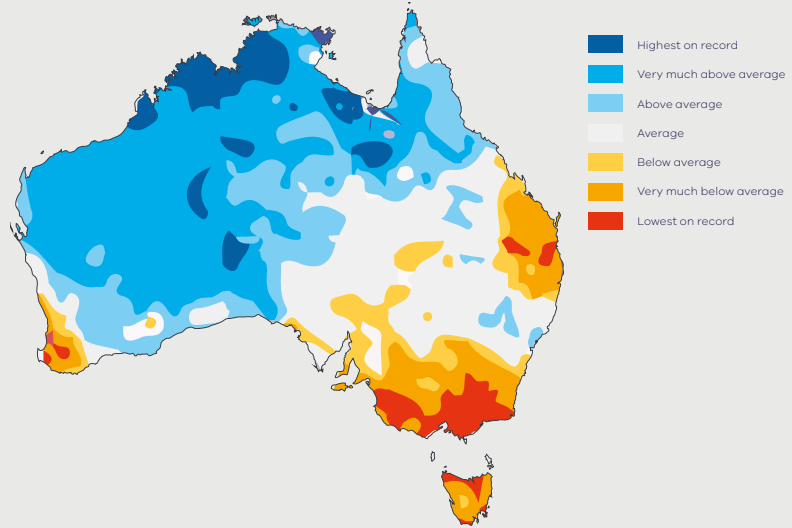 Highest on record
Very much above average
Above average
Average
Below average
Very much below average
Lowest on record